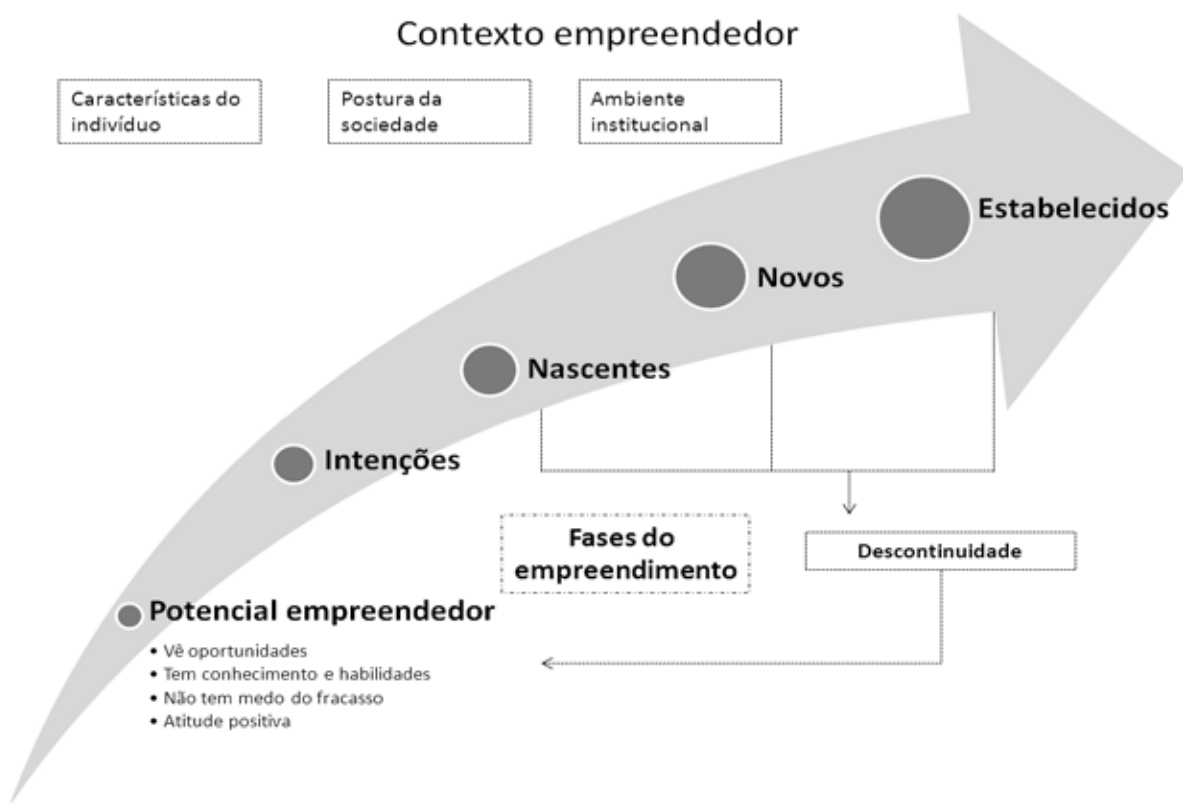 Contexto empreendedor
Características do
indivíduo
Postura da
sociedade
Ambiente
institucional
Estabelecidos
Novos
Nascentes
Intenções
Fases do
empreendimento
Descontinuidade
Potencial empreendedor
• Vê oportunidades
• Tem conhecimento e habilidades
• Não tem medo do fracasso
• Atitude positiva